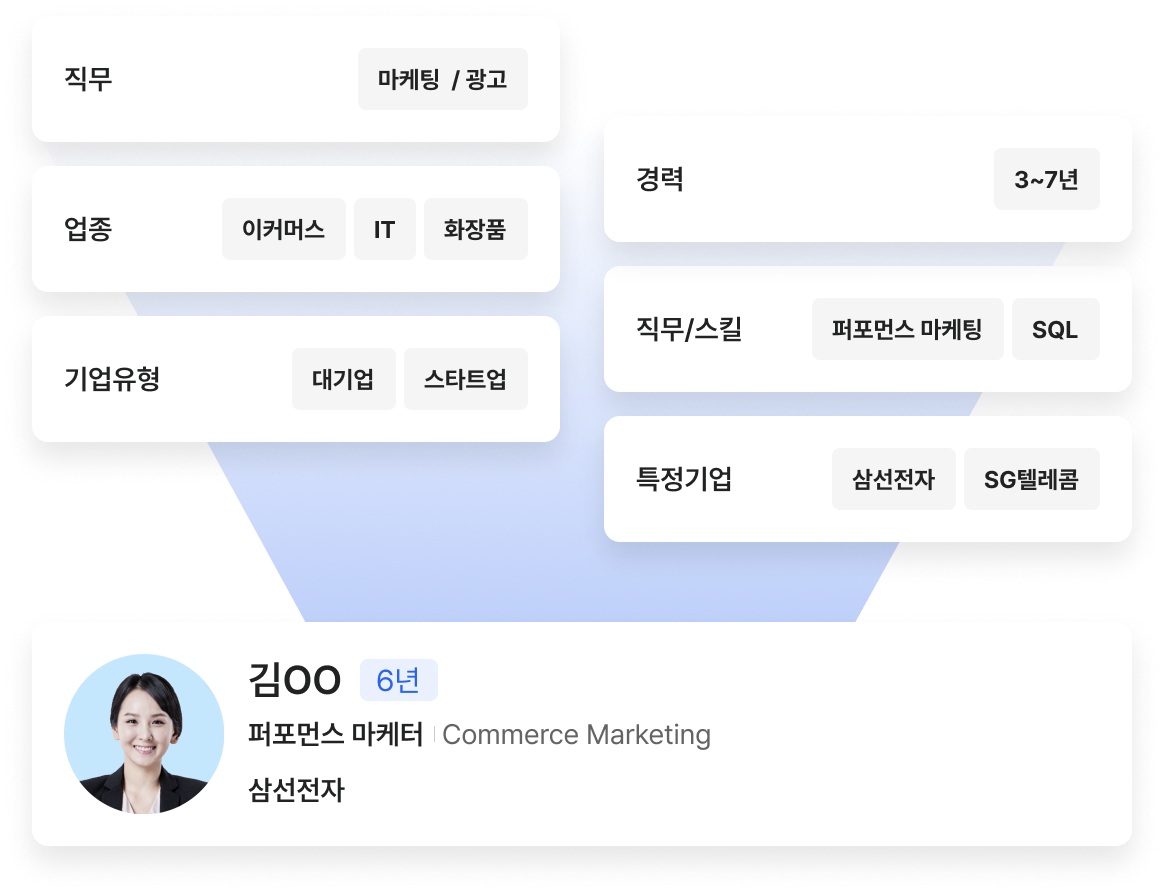 직무
마케팅 / 광고
업종
이커머스
IT
화장품
기업유형
대기업
스타트업
경력
3~7년
직무/스킬
퍼포먼스 마케팅
SQL
특정기업
삼선전자
SG텔레콤
김OO
6년
퍼포먼스 마케터
Commerce Marketing
삼선전자